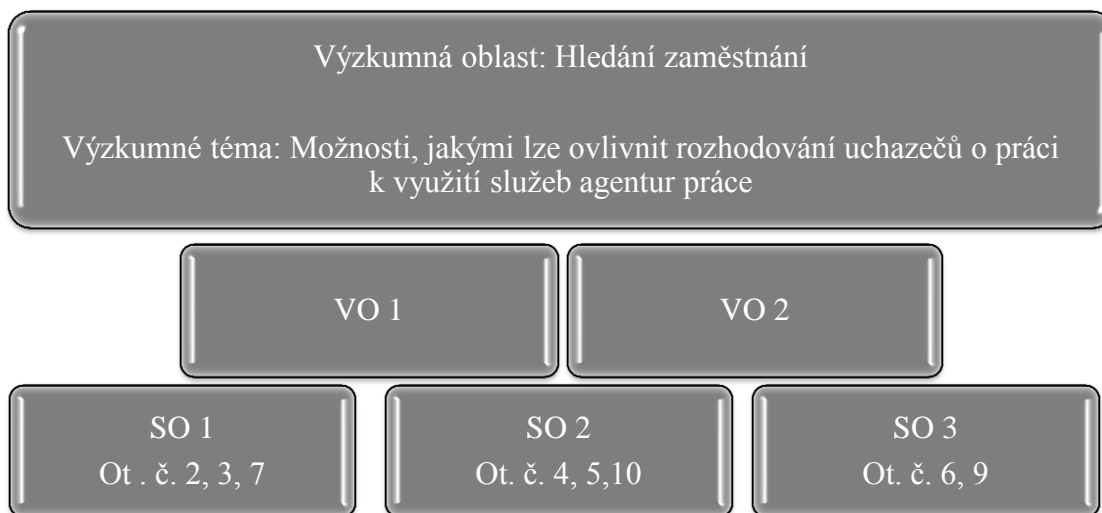 Výzkumná oblast: Hledání zaměstnání
Výzkumné téma: Možnosti, jakými lze ovlivnit rozhodování uchazečů o práci
k využití služeb agentur práce
VO 1
VO 2
SO 1
Ot . č. 2, 3, 7
SO 2
Ot. č. 4, 5,10
SO 3
Ot. č. 6, 9